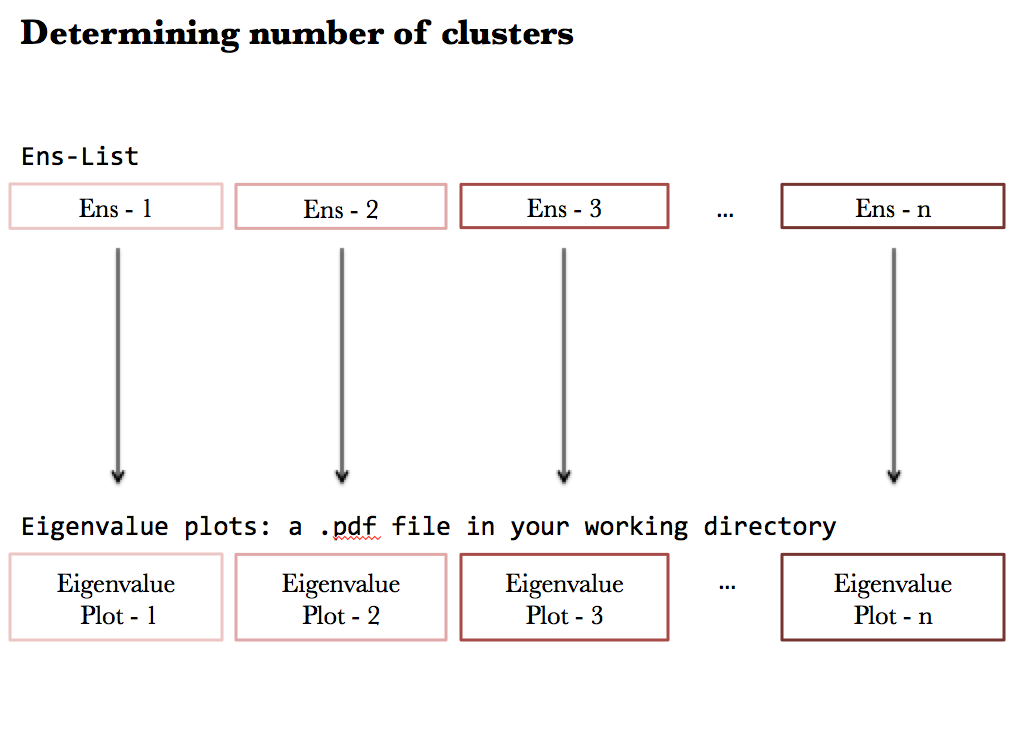 Determining number of clusters
Ens-List
Ens - 1
Ens - 2
Ens - 3
...
Ens - n
Eigenvalue plots: a .pdf file in your working directory
Eigenvalue
Plot - 1
Eigenvalue
Plot - 2
Eigenvalue
Plot - 3
...
Eigenvalue
Plot - n